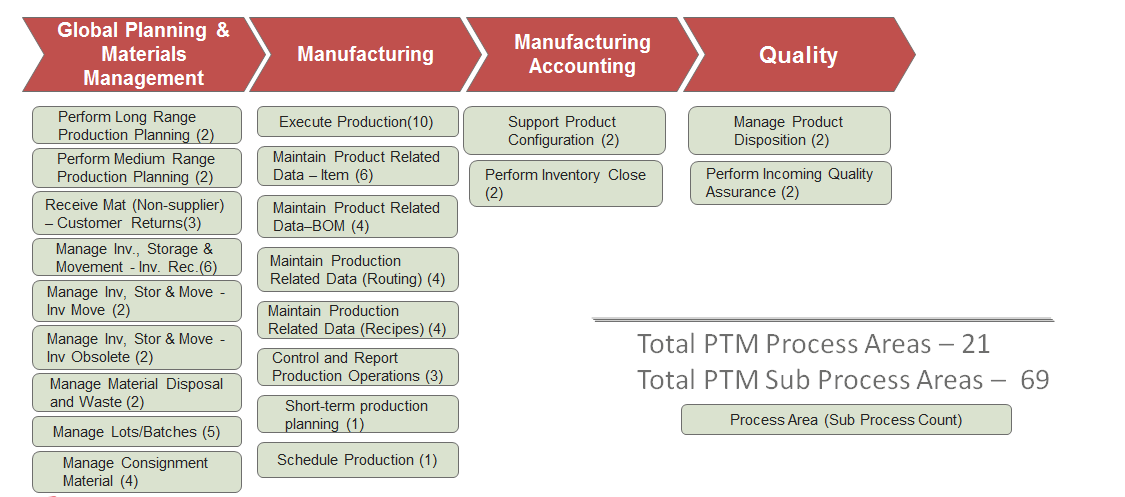 Global Planning &
Materials
Management
Manufacturing
Manufacturing
Accounting
Quality
Perform Long Range
Production Planning (2)
Perform Medium Range
Production Planning (2)
Receive Mat (Non-supplier)
– Customer Returns(3)
Manage Inv., Storage &
Movement - Inv. Rec.(6)
Manage Inv, Stor & Move -
Inv Move (2)
Manage Inv, Stor & Move -
Inv Obsolete (2)
Manage Material Disposal
and Waste (2)
Manage Lots/Batches (5)
Manage Consignment
Material (4)
Execute Production(10)
Maintain Product Related
Data – Item (6)
Maintain Product Related
Data–BOM (4)
Maintain Production
Related Data (Routing) (4)
Maintain Production
Related Data (Recipes) (4)
Control and Report
Production Operations (3)
Short-term production
planning (1)
Schedule Production (1)
Support Product
Configuration (2)
Perform Inventory Close
(2)
Manage Product
Disposition (2)
Perform Incoming Quality
Assurance (2)
Total PTM Process Areas – 21
Total PTM Sub Process Areas – 69
Process Area (Sub Process Count)